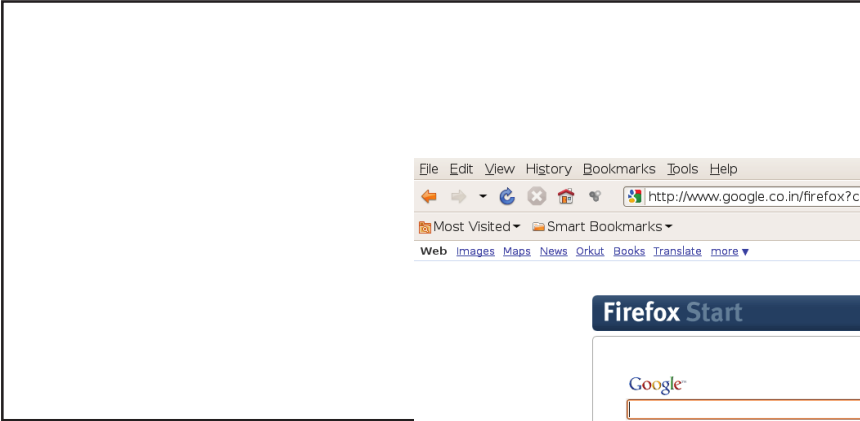 File Edit View History Bookmarks Tools Help
http://www.google.co.in/firefox?c
Most Visited Smart Bookmarks
Web Images Maps News Orkut Books Translate more
Firefox Start
Google™